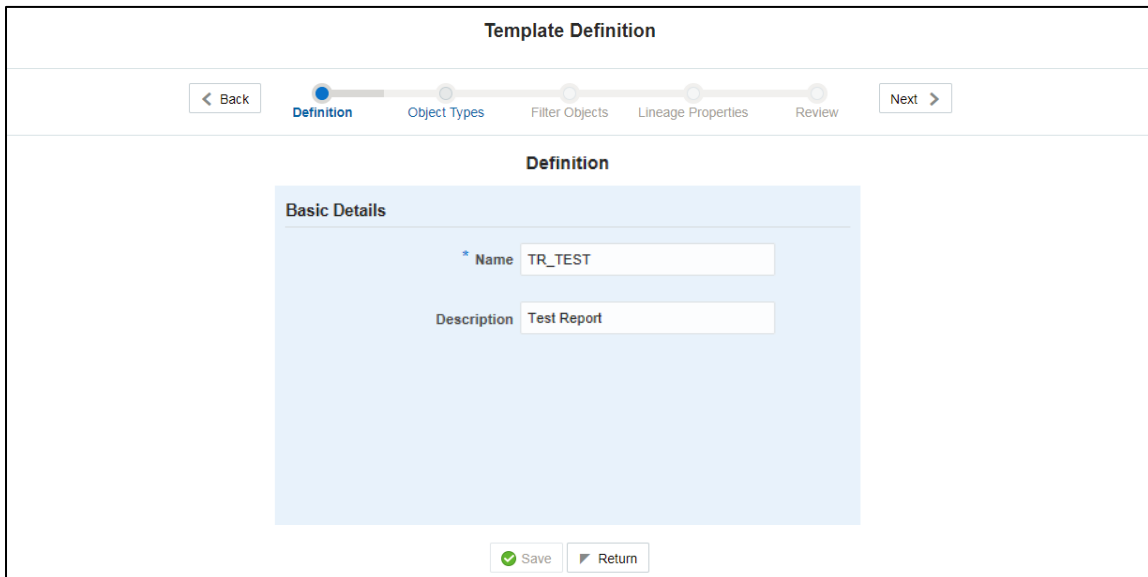 Template Definition
Back
Definition Object Types Filter Objects Lineage Properties Review
Next
Definition
Basic Details
* Name TR_TEST
Description Test Report
Save Return